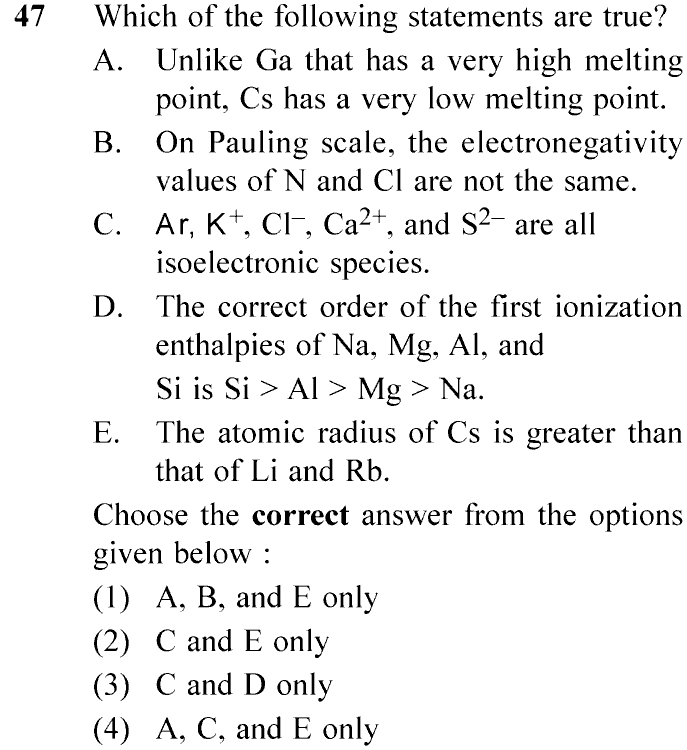 47 Which of the following statements are true?
A. Unlike Ga that has a very high melting
point, Cs has a very low melting point.
B. On Pauling scale, the electronegativity
values of N and Cl are not the same.
C. Ar, K⁺, Cl⁻, Ca²⁺, and S²⁻ are all
isoelectronic species.
D. The correct order of the first ionization
enthalpies of Na, Mg, Al, and
Si is Si > Al > Mg > Na.
E. The atomic radius of Cs is greater than
that of Li and Rb.
Choose the correct answer from the options
given below :
(1) A, B, and E only
(2) C and E only
(3) C and D only
(4) A, C, and E only